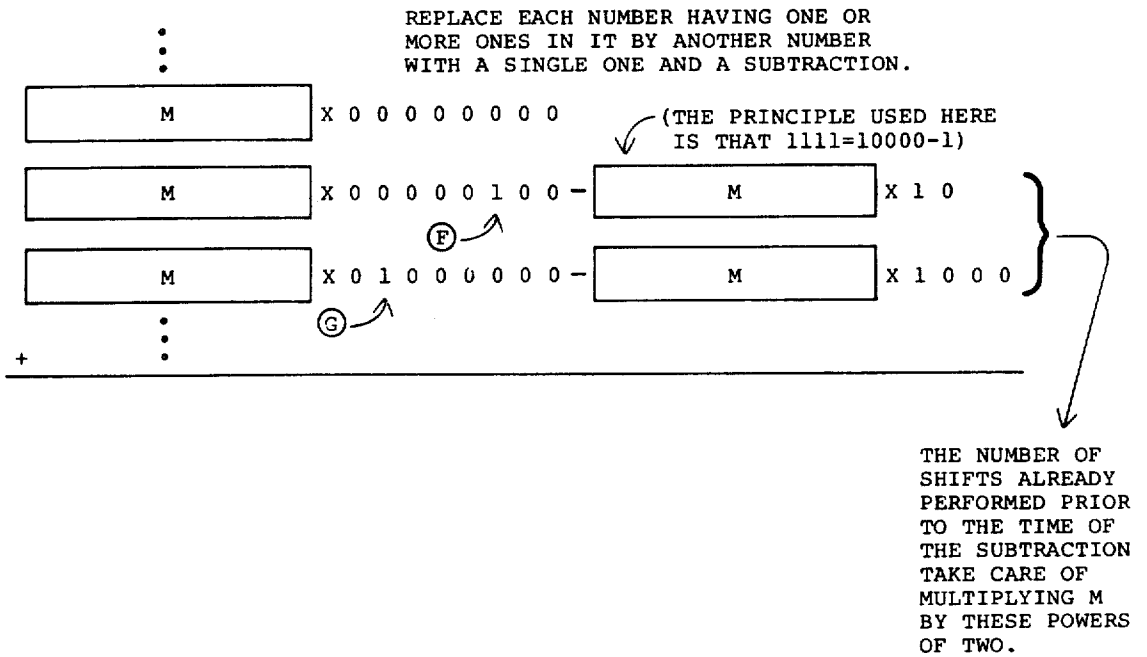 REPLACE EACH NUMBER HAVING ONE OR
MORE ONES IN IT BY ANOTHER NUMBER
WITH A SINGLE ONE AND A SUBTRACTION.
M X 0 0 0 0 0 0 0 0
(THE PRINCIPLE USED HERE
IS THAT 1111=10000-1)
M X 0 0 0 0 0 1 0 0 - M X 1 0
F
M X 0 1 0 0 0 0 0 0 - M X 1 0 0 0
G
+
THE NUMBER OF
SHIFTS ALREADY
PERFORMED PRIOR
TO THE TIME OF
THE SUBTRACTION
TAKE CARE OF
MULTIPLYING M
BY THESE POWERS
OF TWO.